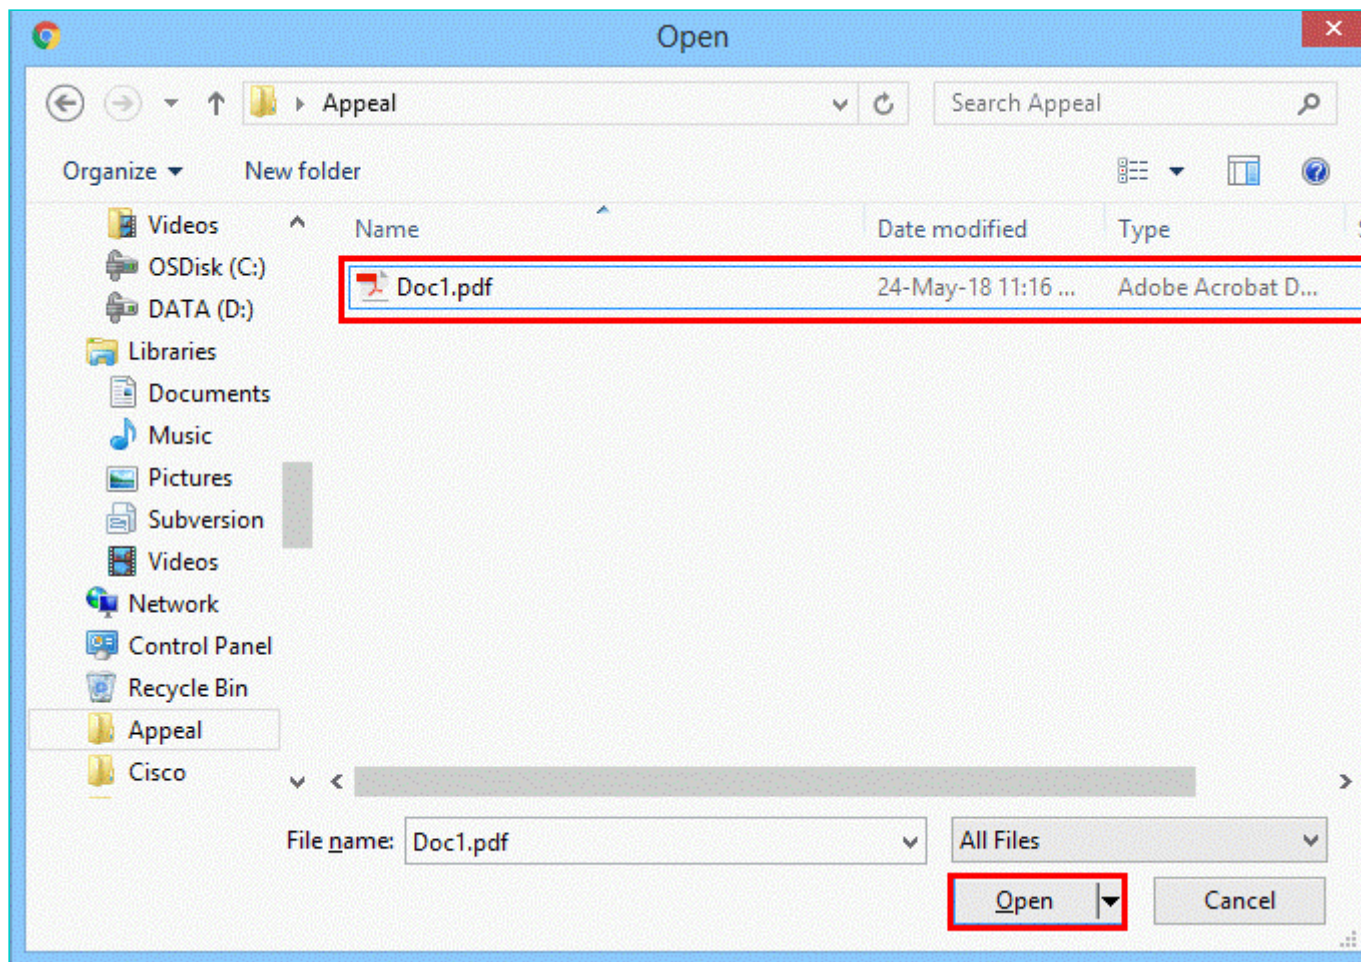 Open
Appeal
Search Appeal
Organize
New folder
Name
Date modified
Type
Doc1.pdf
24-May-18 11:16 ...
Adobe Acrobat D...
Videos
OSDisk (C:)
DATA (D:)
Libraries
Documents
Music
Pictures
Subversion
Videos
Network
Control Panel
Recycle Bin
Appeal
Cisco
File name: Doc1.pdf
All Files
Open
Cancel